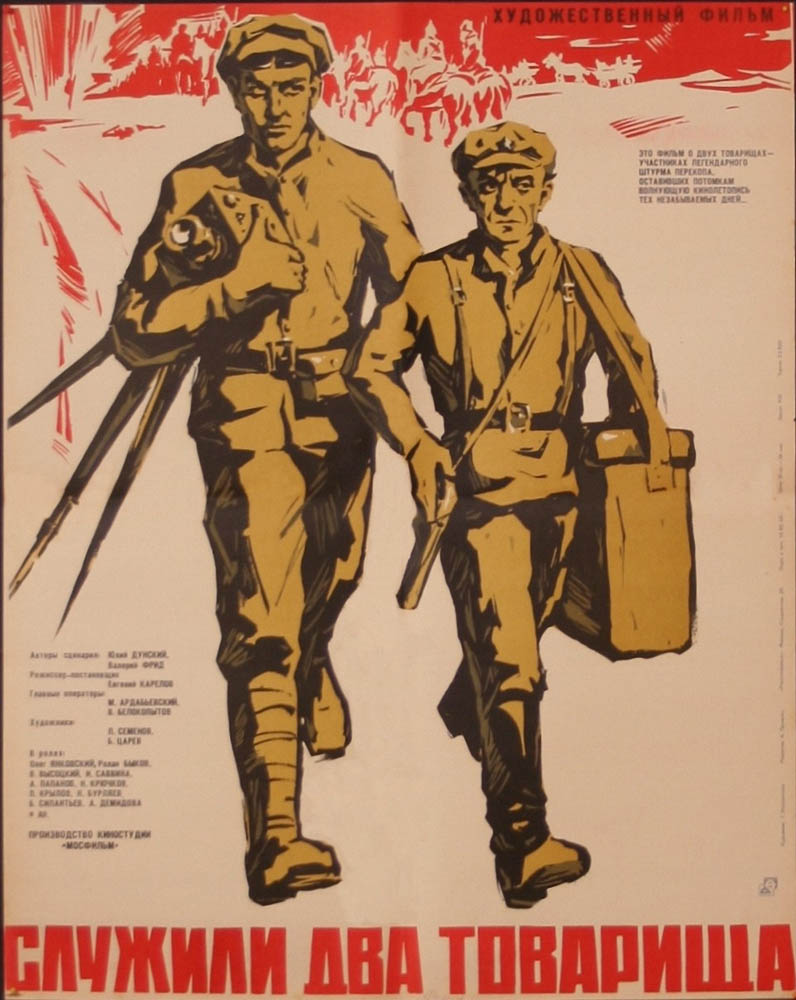 ХУДОЖЕСТВЕННЫЙ ФИЛЬМ
ЭТО ФИЛЬМ О ДВУХ ТОВАРИЩАХ—
УЧАСТНИКАХ ЛЕГЕНДАРНОГО
ШТУРМА ПЕРЕКОПА,
ОСТАВИВШИХ ПОТОМКАМ
ВОЛНУЮЩУЮ КИНОЛЕТОПИСЬ
ТЕХ НЕЗАБЫВАЕМЫХ ДНЕЙ...
Авторы сценария: Юлий ДУНСКИЙ,
Валерий ФРИД
Режиссер-постановщик
Евгений КАРЕЛОВ
Главные операторы:
М. АРДАБЬЕВСКИЙ,
В. БЕЛОКОПЫТОВ
Художники:
П. СЕМЕНОВ,
Б. ЦАРЕВ
В ролях:
Олег ЯНКОВСКИЙ, Ролан БЫКОВ,
В. ВЫСОЦКИЙ, И. САВВИНА,
А. ПАПАНОВ, Н. КРЮЧКОВ,
П. КРЫЛОВ, Н. БУРЛЯЕВ,
Б. СИПАНТЬЕВ, А. ДЕМИДОВА
и др.
ПРОИЗВОДСТВО КИНОСТУДИИ
«МОСФИЛЬМ»
СЛУЖИЛИ ДВА ТОВАРИЩА